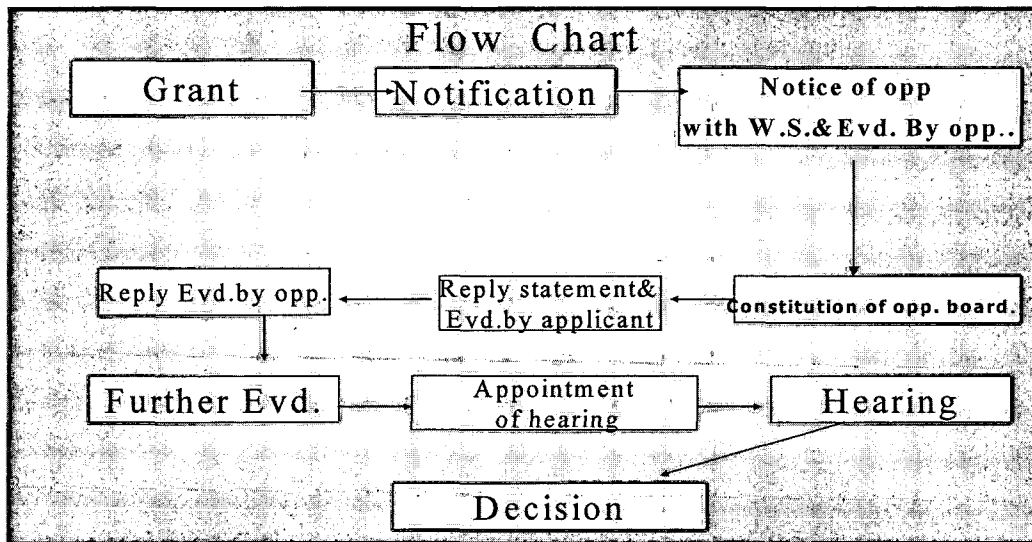 Flow Chart
Grant
Notification
Notice of opp
with W.S.& Evd. By opp..
Constitution of opp. board.
Reply statement&
Evd.by applicant
Reply Evd.by opp.
Further Evd.
Appointment
of hearing
Hearing
Decision